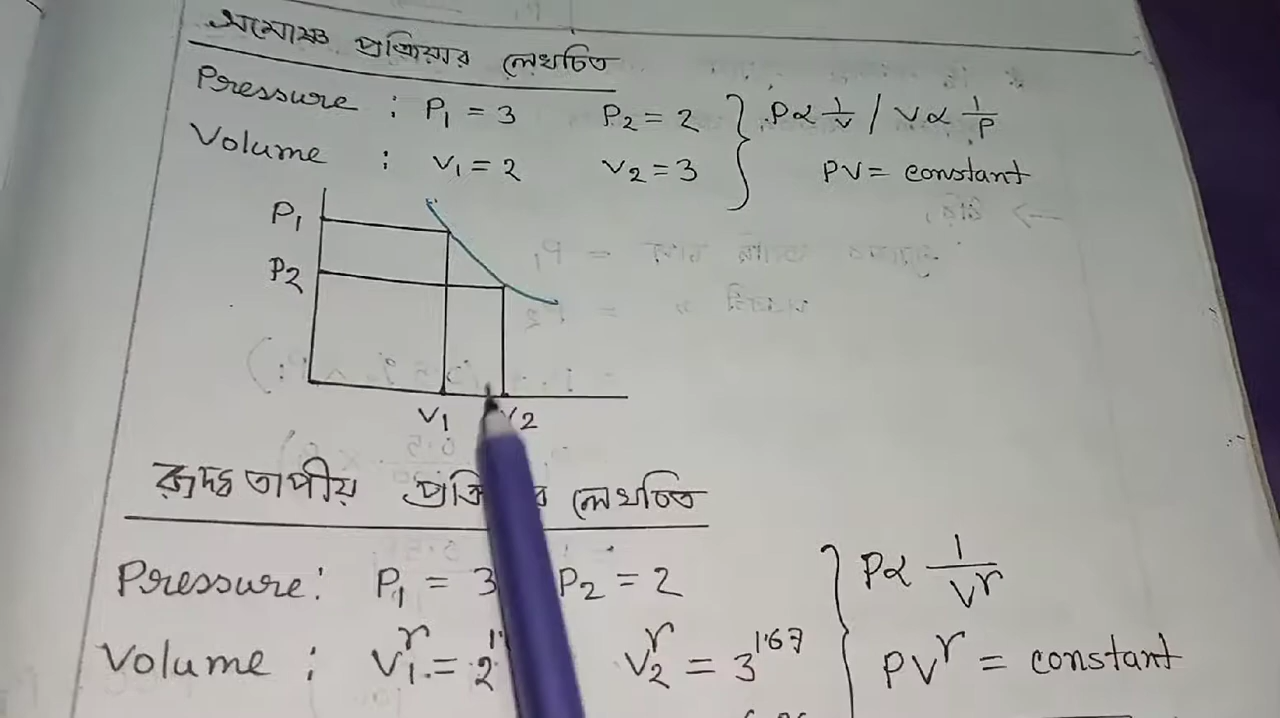 সমোষ্ণ প্রক্রিয়ার লেখচিত
Pressure : P₁ = 3 P₂ = 2 } P∝ 1/V / V∝ 1/P
Volume : V₁ = 2 V₂ = 3 PV = constant
P₁
P₂
V₁ V2
রূদ্ধতাপীয় লেখচিত
Pressure: P₁ = 3 P₂ = 2 } P∝ 1/V^r
Volume : V₁^r = 2 V₂^r = 3^1.67 PV^r = constant